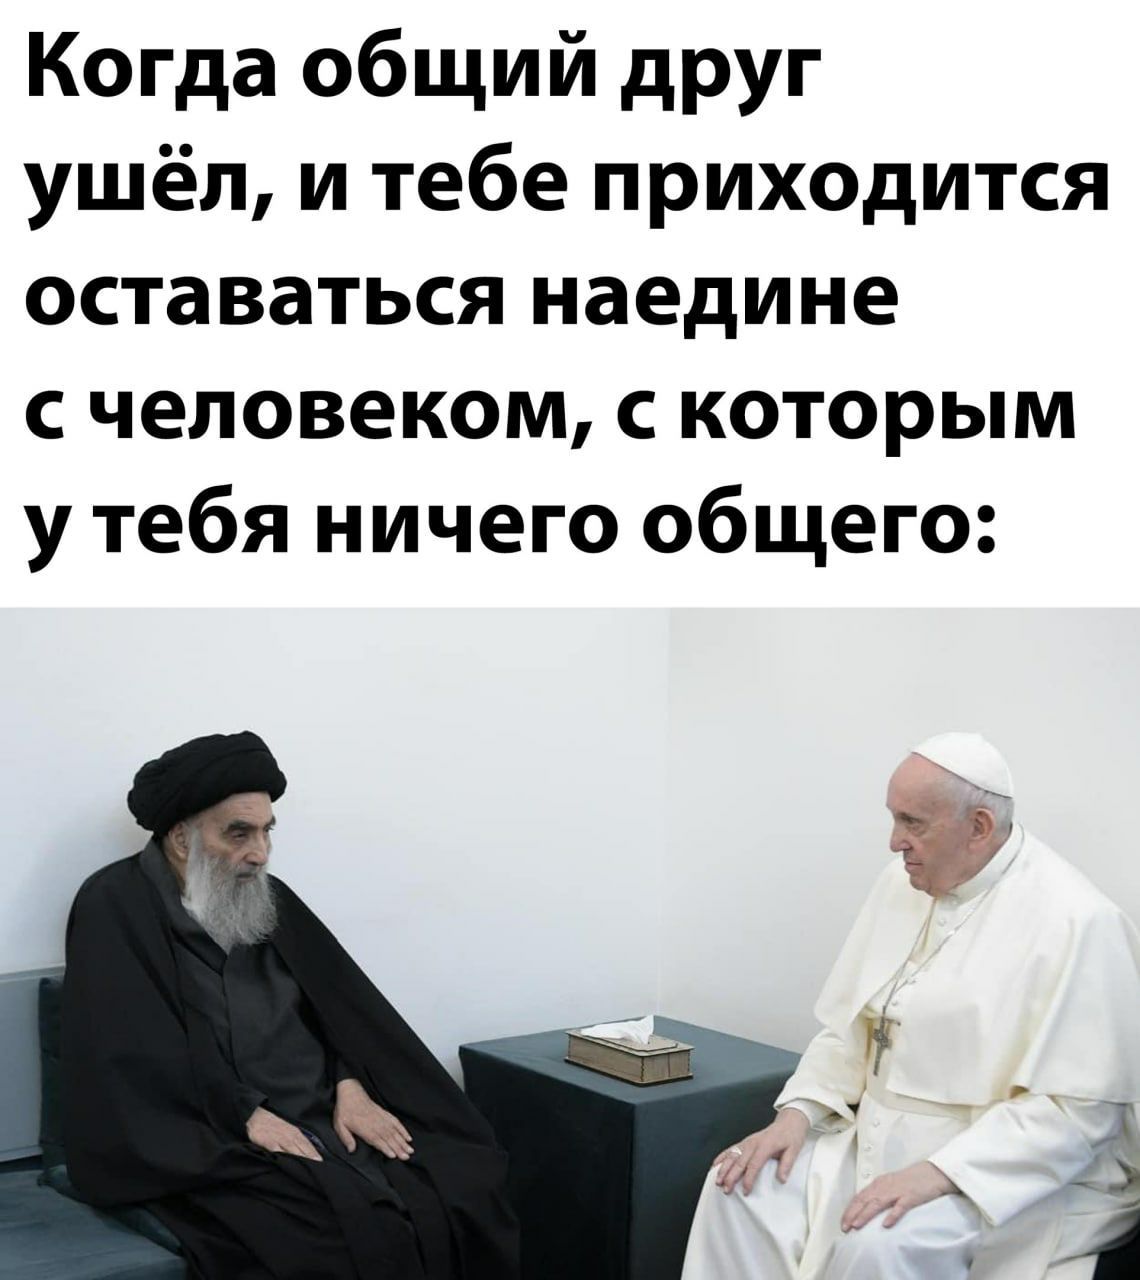 Когда общий друг
ушёл, и тебе приходится
оставаться наедине
с человеком, с которым
у тебя ничего общего: